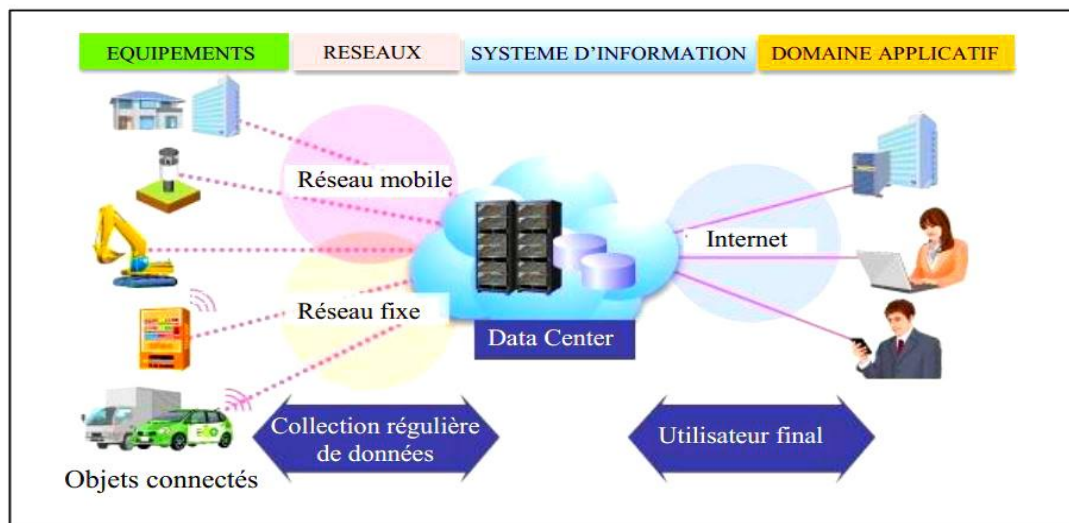 EQUIPEMENTS
RESEAUX
SYSTEME D'INFORMATION
DOMAINE APPLICATIF
Réseau mobile
Internet
Réseau fixe
Data Center
Collection régulière
de données
Utilisateur final
Objets connectés